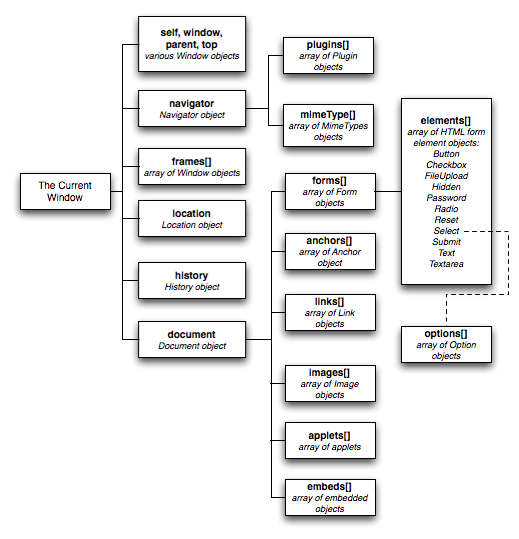 The Current
Window
self, window,
parent, top
various Window objects
navigator
Navigator object
frames[]
array of Window objects
location
Location object
history
History object
document
Document object
plugins[]
array of Plugin
objects
mimeType[]
array of MimeTypes
objects
forms[]
array of Form
objects
anchors[]
array of Anchor
object
links[]
array of Link
objects
images[]
array of Image
objects
applets[]
array of applets
embeds[]
array of embedded
objects
elements[]
array of HTML form
element objects:
Button
Checkbox
FileUpload
Hidden
Password
Radio
Reset
Select
Submit
Text
Textarea
options[]
array of Option
objects